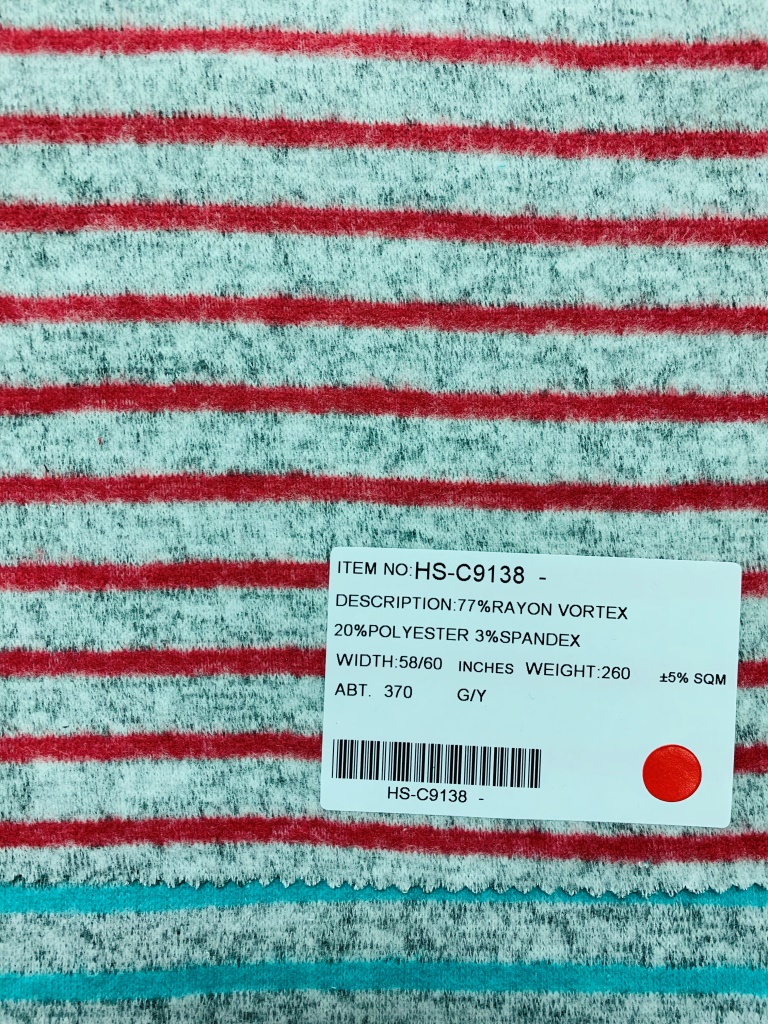 ITEM NO:HS-C9138 -
DESCRIPTION:77%RAYON VORTEX
20%POLYESTER 3%SPANDEX
WIDTH:58/60 INCHES WEIGHT:260 ±5% SQM
ABT. 370 G/Y
HS-C9138 -